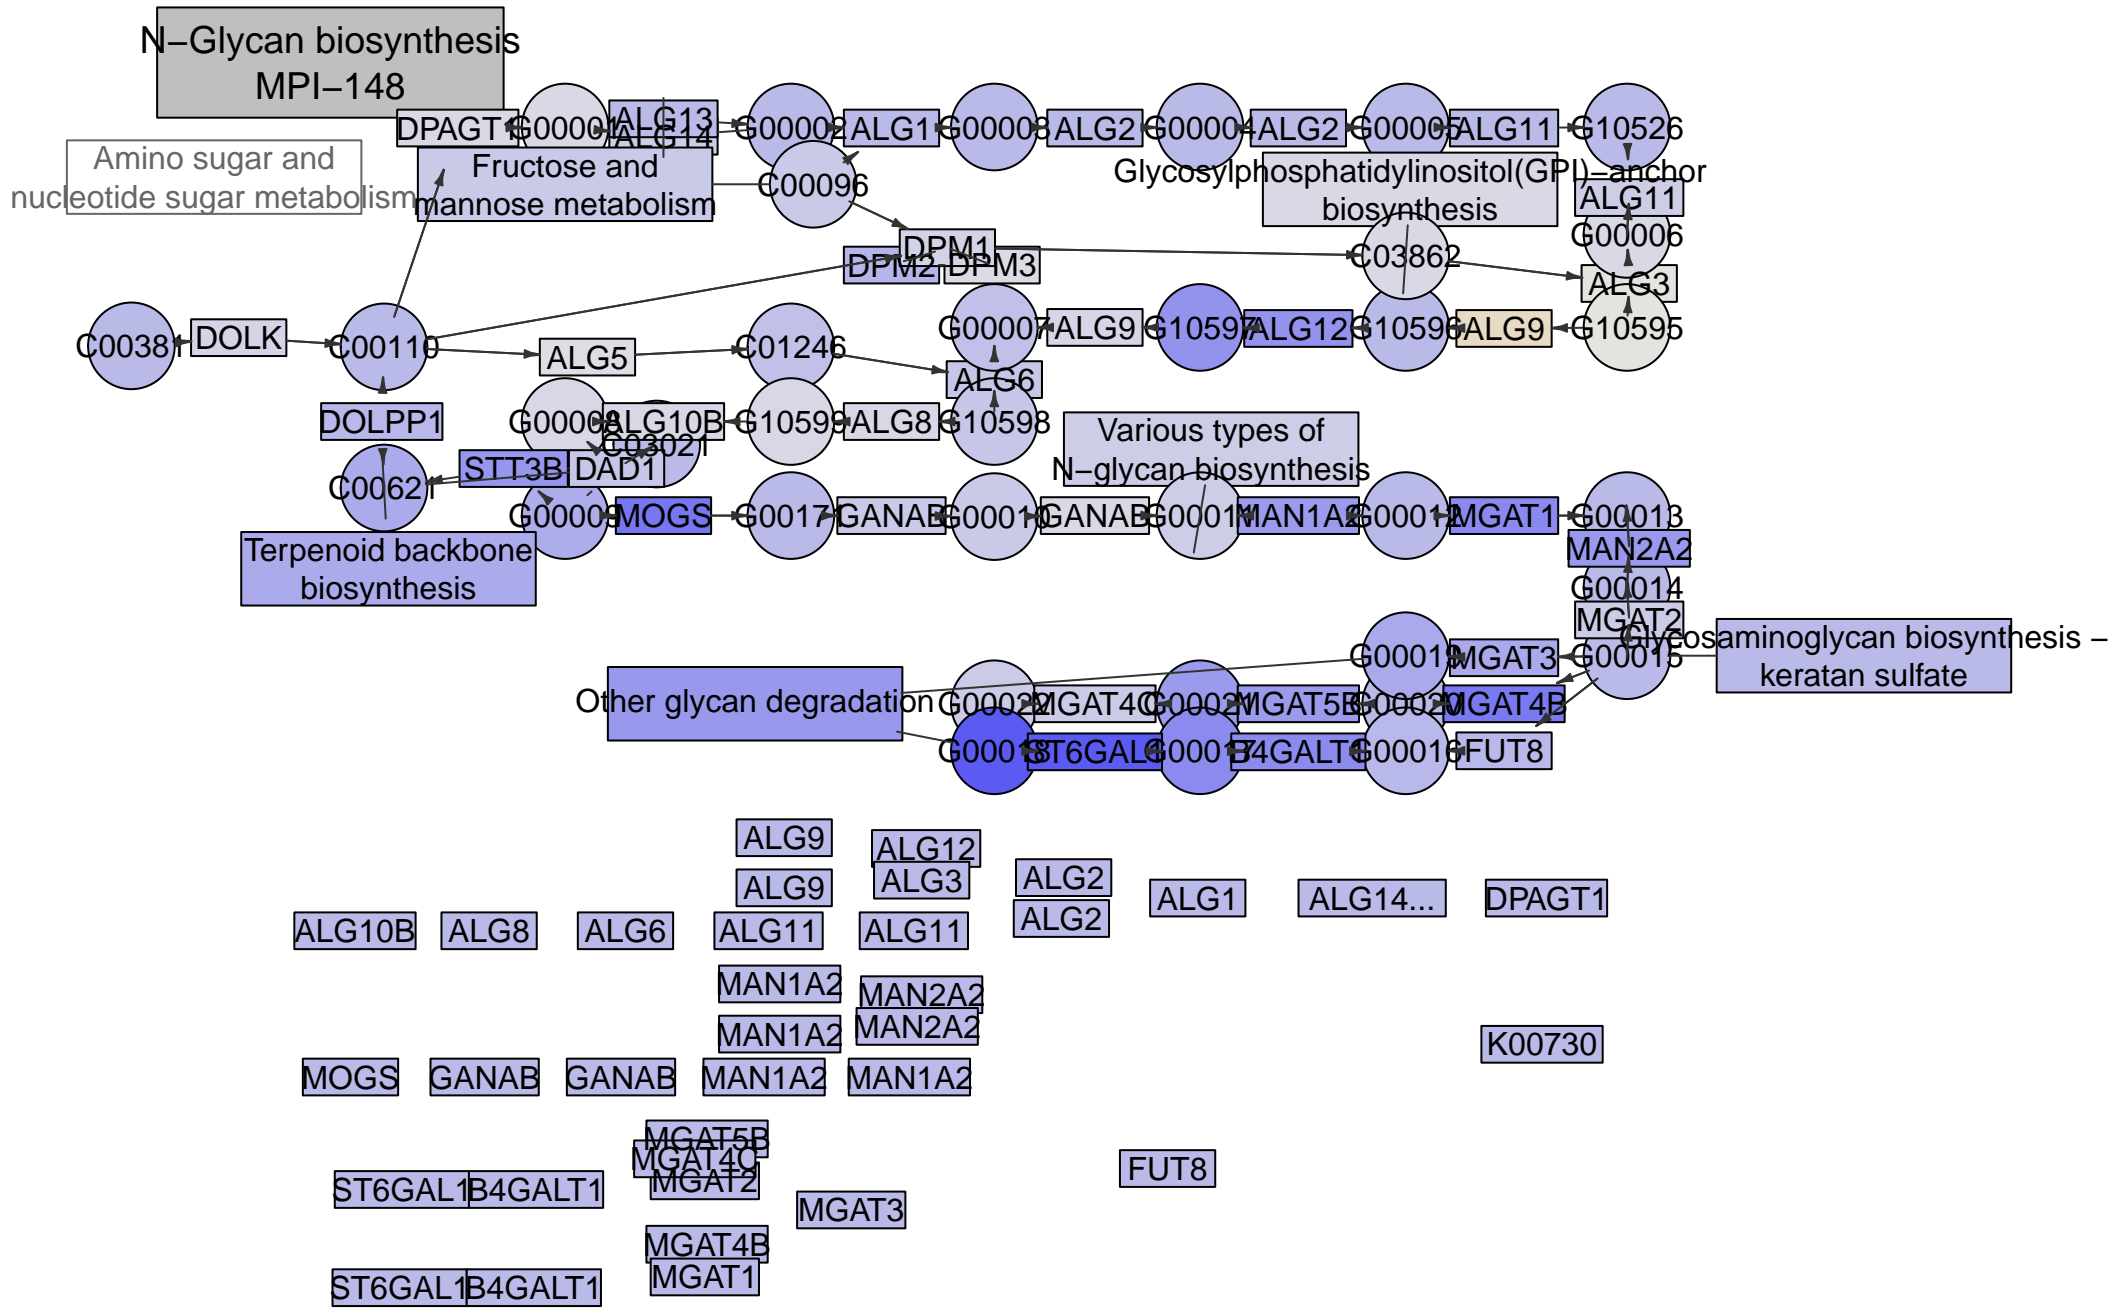 N−Glycan biosynthesis
MPI−148
DPAGT1
G00001
ALG13
ALG14
G00002
ALG1
G00003
ALG2
G00004
ALG2
G00005
ALG11
G10526
Amino sugar and
nucleotide sugar metabolism
Fructose and
mannose metabolism
C00096
Glycosylphosphatidylinositol(GPI)−anchor
biosynthesis
ALG11
G00006
DPM1
DPM2
DPM3
C03862
ALG3
C00381
DOLK
C00110
ALG5
C01246
G00007
ALG9
G10597
ALG12
G10596
ALG9
G10595
ALG6
DOLPP1
G00008
ALG10B
C03021
G10599
ALG8
G10598
Various types of
N−glycan biosynthesis
STT3B
DAD1
C00621
G00009
MOGS
G00171
GANAB
G00010
GANAB
G00011
MAN1A2
G00012
MGAT1
G00013
MAN2A2
Terpenoid backbone
biosynthesis
G00014
MGAT2
Glycosaminoglycan biosynthesis −
keratan sulfate
G00019
MGAT3
G00015
Other glycan degradation
G00022
MGAT4C
G00021
MGAT5B
G00020
MGAT4B
G00018
ST6GAL1
G00017
B4GALT1
G00016
FUT8
ALG9
ALG12
ALG9
ALG3
ALG2
ALG1
ALG14...
DPAGT1
ALG10B
ALG8
ALG6
ALG11
ALG11
ALG2
MAN1A2
MAN2A2
MAN1A2
MAN2A2
K00730
MOGS
GANAB
GANAB
MAN1A2
MAN1A2
MGAT5B
MGAT4C
MGAT2
ST6GAL1
B4GALT1
FUT8
MGAT3
MGAT4B
MGAT1
ST6GAL1
B4GALT1